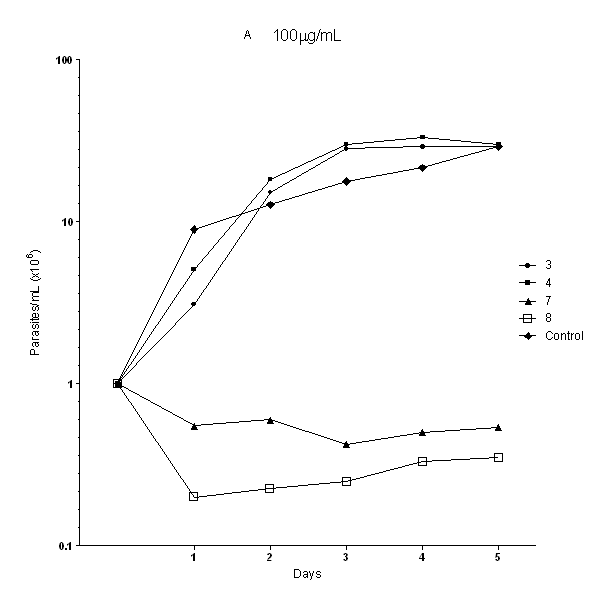 A 100µg/mL
100
10
1
0.1
Parasites/mL (x10⁶)
1 2 3 4 5
Days
3
4
7
8
Control